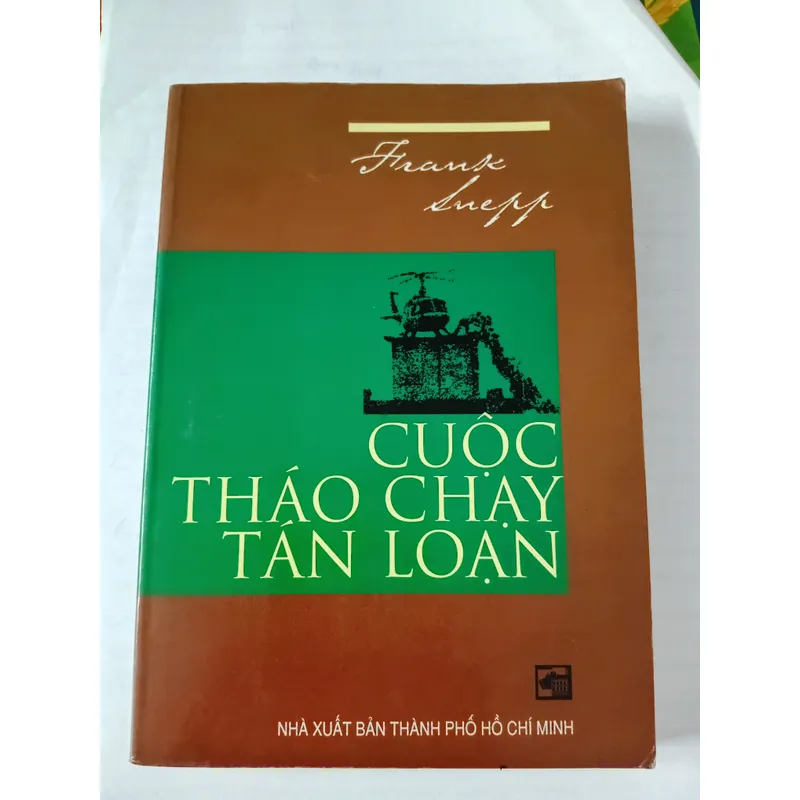 Frank
Snepp
CUỘC
THÁO CHẠY
TÁN LOẠN
NHÀ XUẤT BẢN THÀNH PHỐ HỒ CHÍ MINH